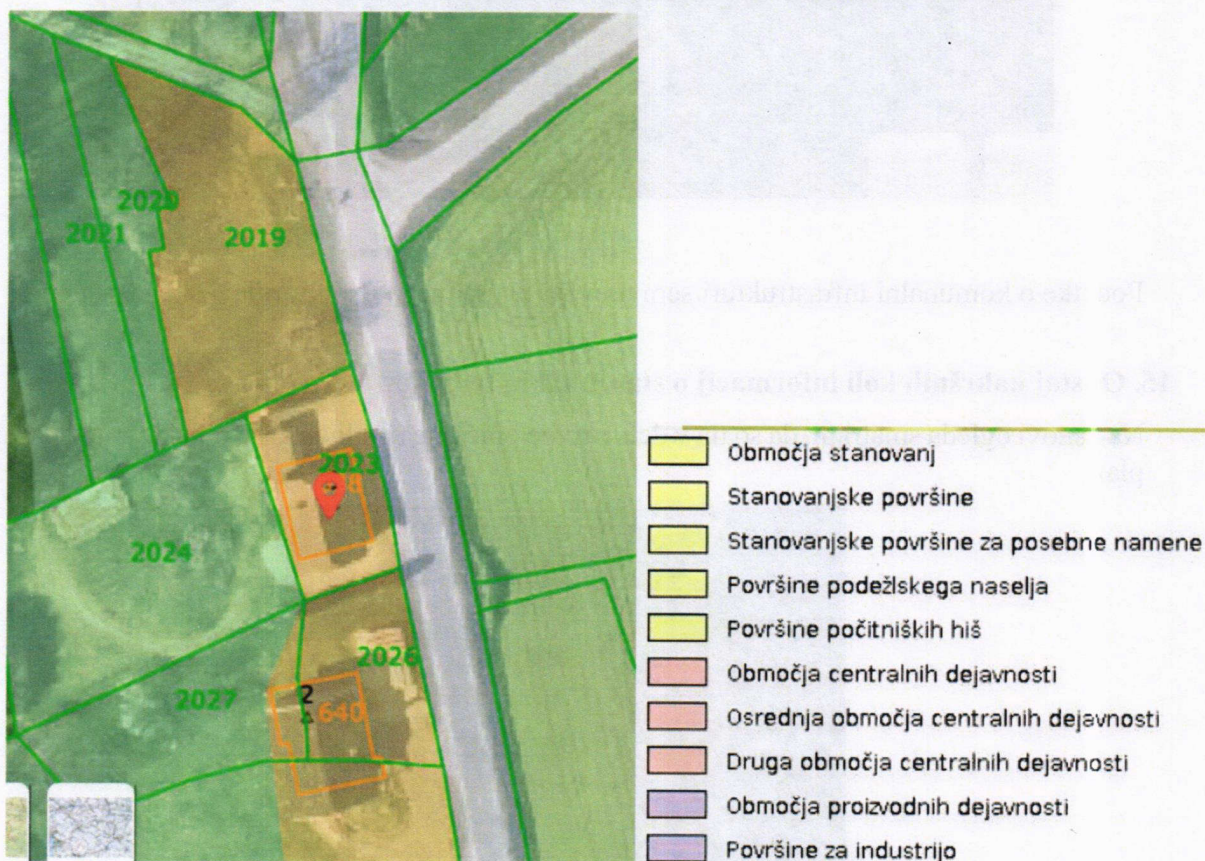 2020
2021
2019
2023
2024
2026
2027
2
640
Območja stanovanj
Stanovanjske površine
Stanovanjske površine za posebne namene
Površine podeželskega naselja
Površine počitniških hiš
Območja centralnih dejavnosti
Osrednja območja centralnih dejavnosti
Druga območja centralnih dejavnosti
Območja proizvodnih dejavnosti
Površine za industrijo